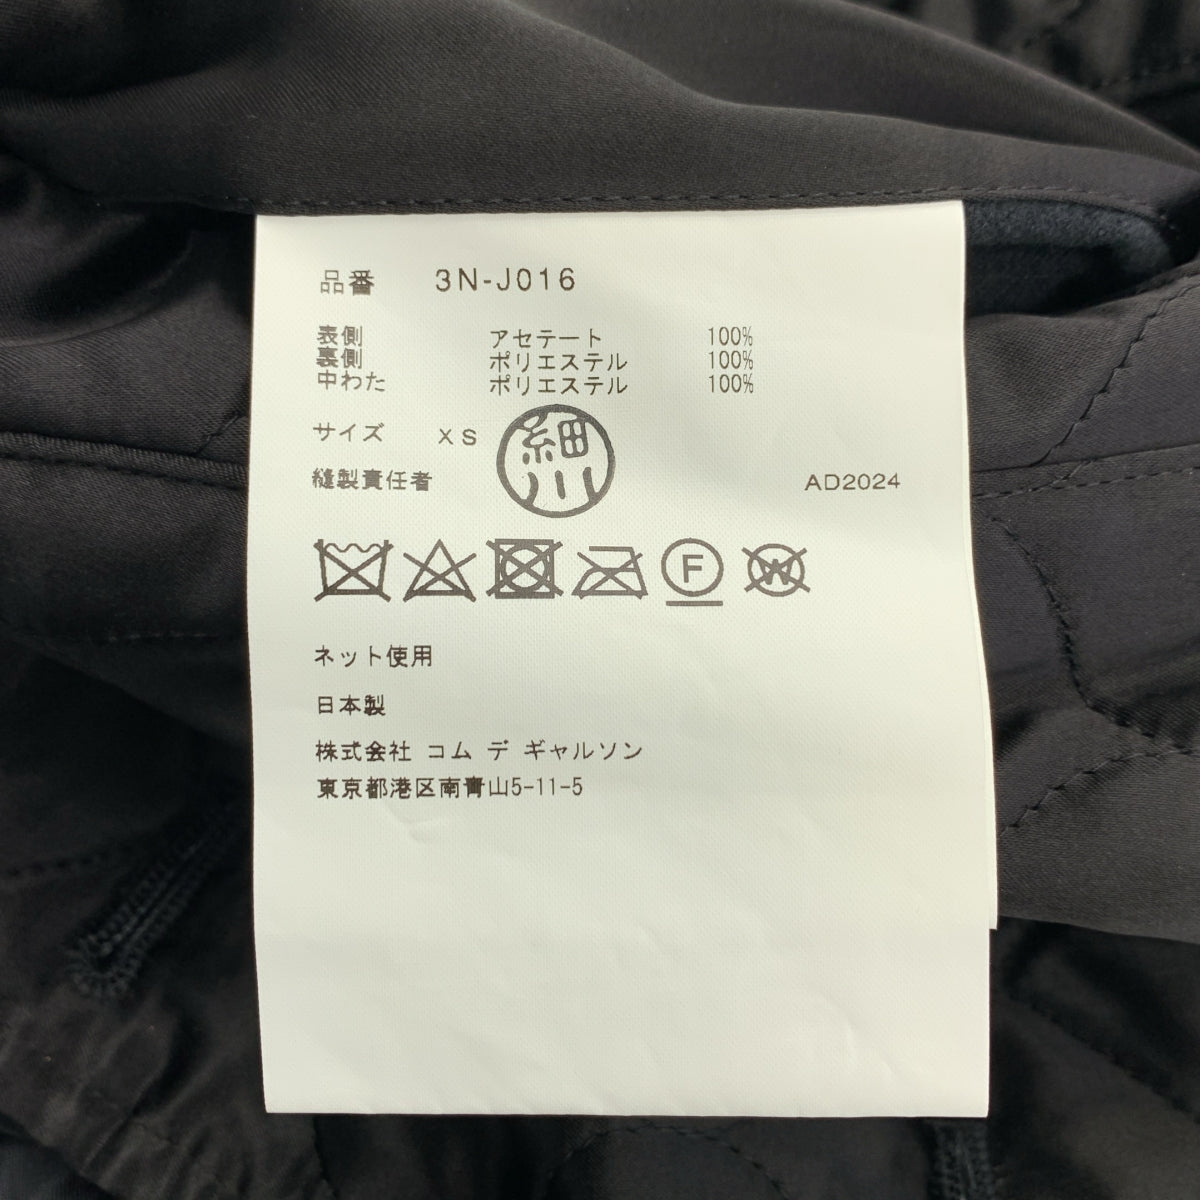 品番 3N-J016
表側 アセテート 100%
裏側 ポリエステル 100%
中わた ポリエステル 100%
サイズ XS
細川
縫製責任者 AD2024
F W
ネット使用
日本製
株式会社 コム デ ギャルソン
東京都港区南青山5-11-5